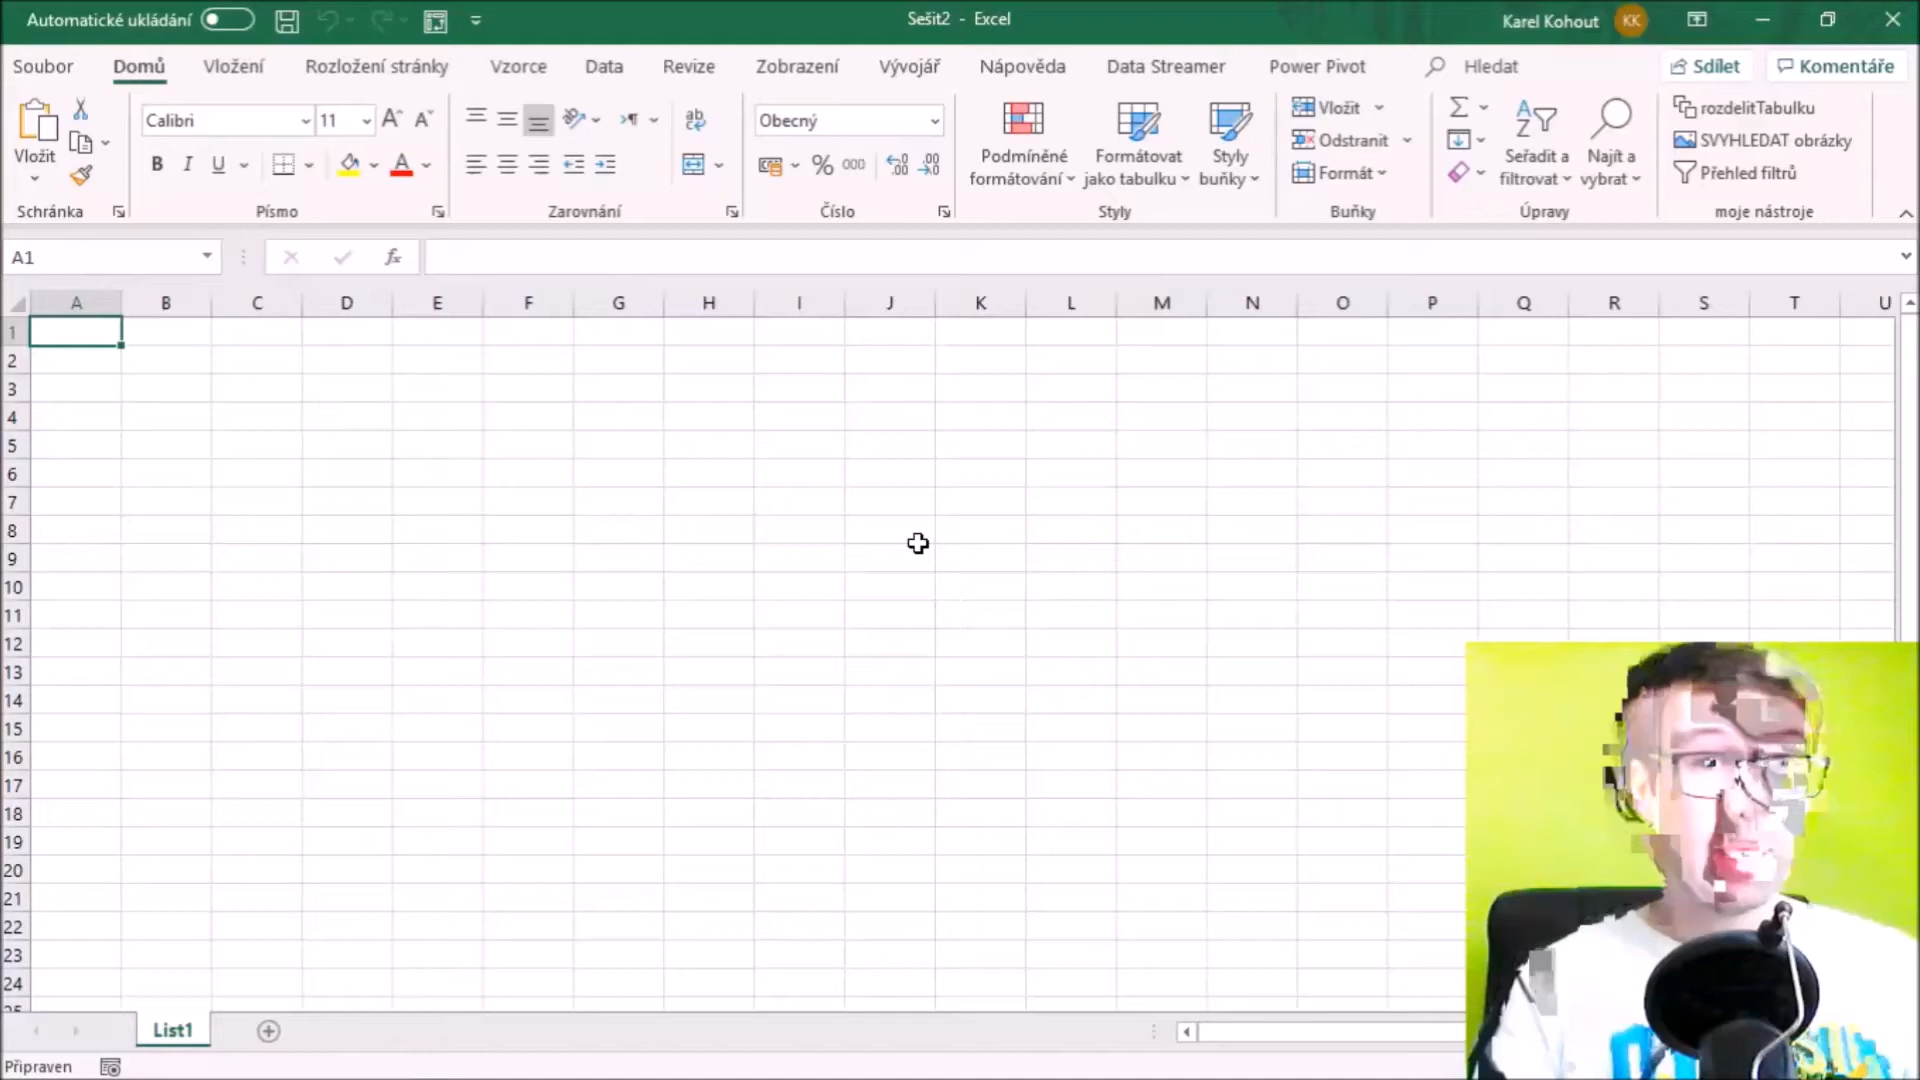 Automatické ukládání
Sešit2 - Excel
Karel Kohout KK
Soubor Domů Vložení Rozložení stránky Vzorce Data Revize Zobrazení Vývojář Nápověda Data Streamer Power Pivot Hledat Sdílet Komentáře
Vložit
Calibri 11
B I U A
ab
Obecný
% 000
Podmíněné formátování
Formátovat jako tabulku
Styly buňky
Vložit
Odstranit
Formát
Seřadit a filtrovat
Najít a vybrat
rozdelitTabulku
SVYHLEDAT obrázky
Přehled filtrů
Schránka Písmo Zarovnání Číslo Styly Buňky Úpravy moje nástroje
A1 fx
A B C D E F G H I J K L M N O P Q R S T U
1
2
3
4
5
6
7
8
9
10
11
12
13
14
15
16
17
18
19
20
21
22
23
24
25
List1
Připraven